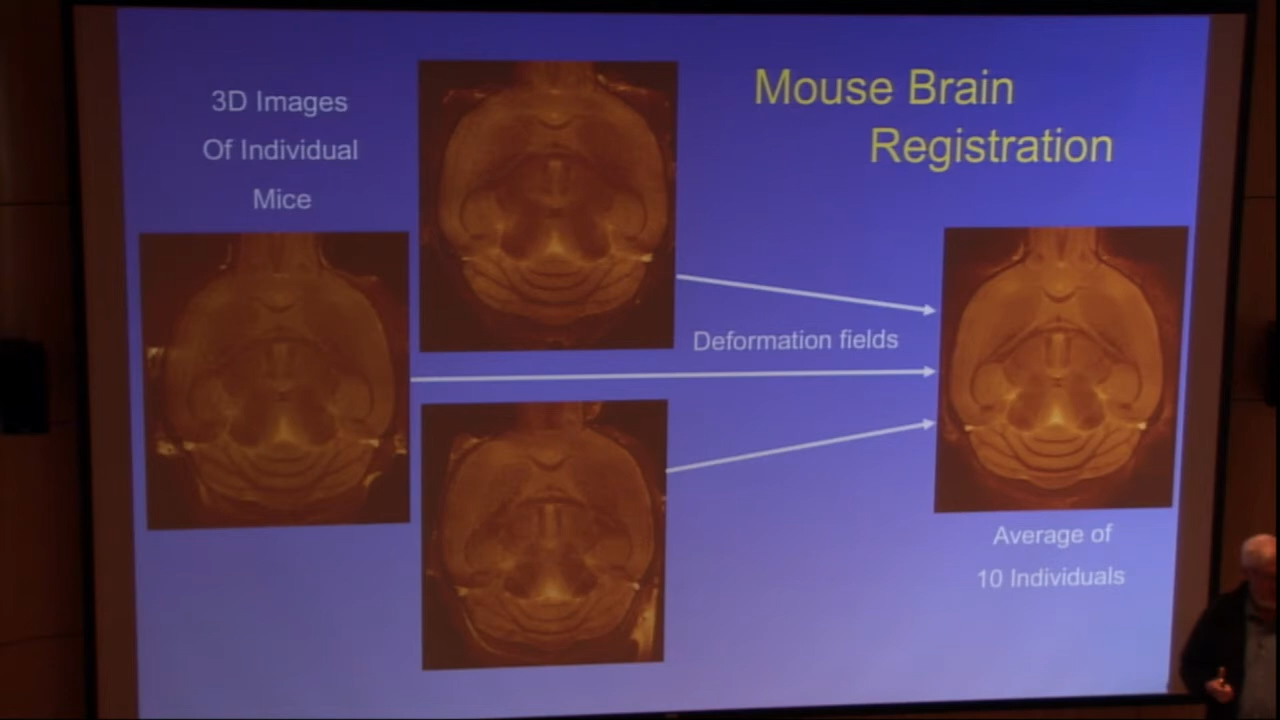 Mouse Brain
Registration
3D Images
Of Individual
Mice
Deformation fields
Average of
10 Individuals